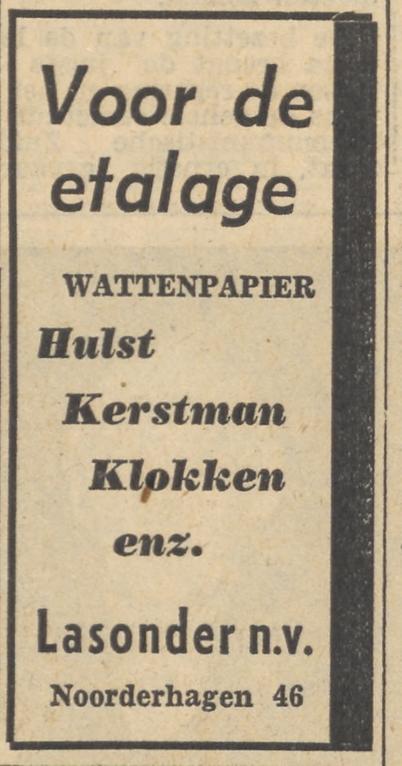 Voor de
etalage
WATTENPAPIER
Hulst
Kerstman
Klokken
enz.
Lasonder n.v.
Noorderhagen 46